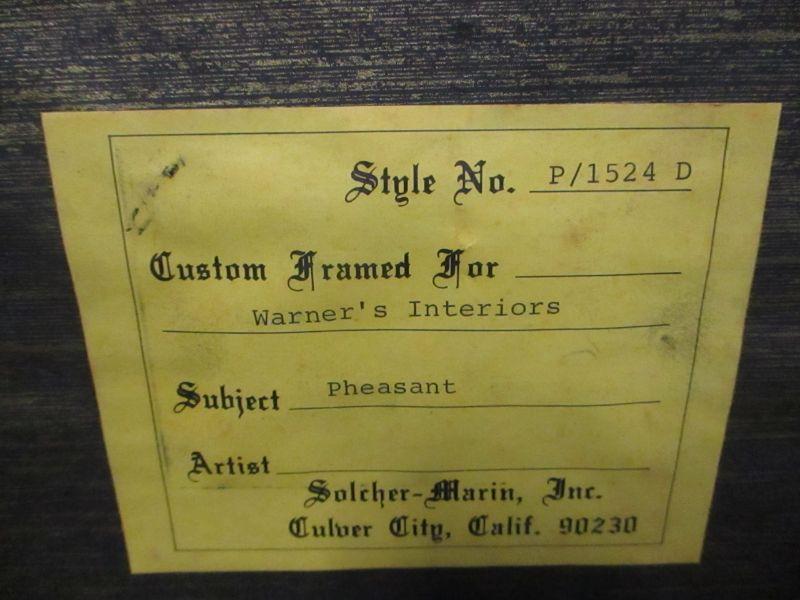 Style No. P/1524 D
Custom Framed For
Warner's Interiors
Subject Pheasant
Artist
Solcher-Marin, Inc.
Culver City, Calif. 90230